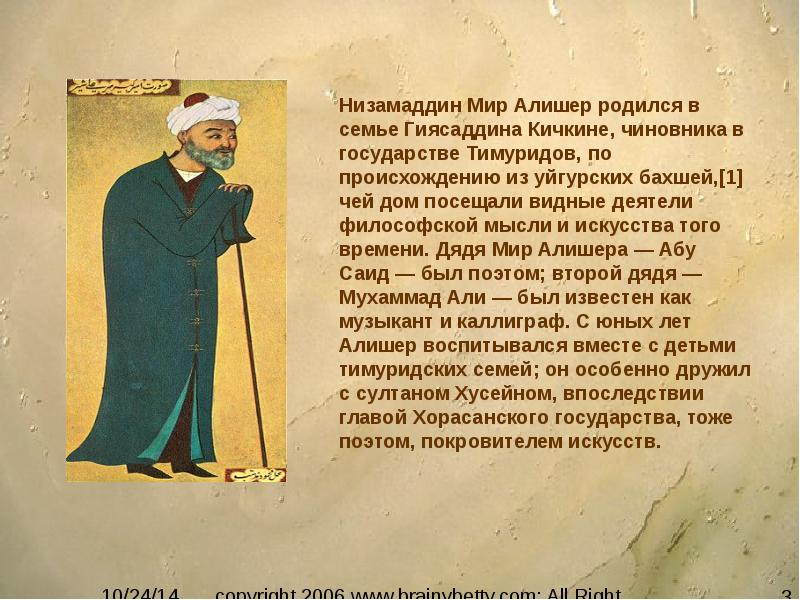 Низамаддин Мир Алишер родился в
семье Гиясаддина Кичкине, чиновника в
государстве Тимуридов, по
происхождению из уйгурских бахшей,[1]
чей дом посещали видные деятели
философской мысли и искусства того
времени. Дядя Мир Алишера — Абу
Саид — был поэтом; второй дядя —
Мухаммад Али — был известен как
музыкант и каллиграф. С юных лет
Алишер воспитывался вместе с детьми
тимуридских семей; он особенно дружил
с султаном Хусейном, впоследствии
главой Хорасанского государства, тоже
поэтом, покровителем искусств.
10/24/14 copyright 2006 www.brainybetty.com; All Right 3